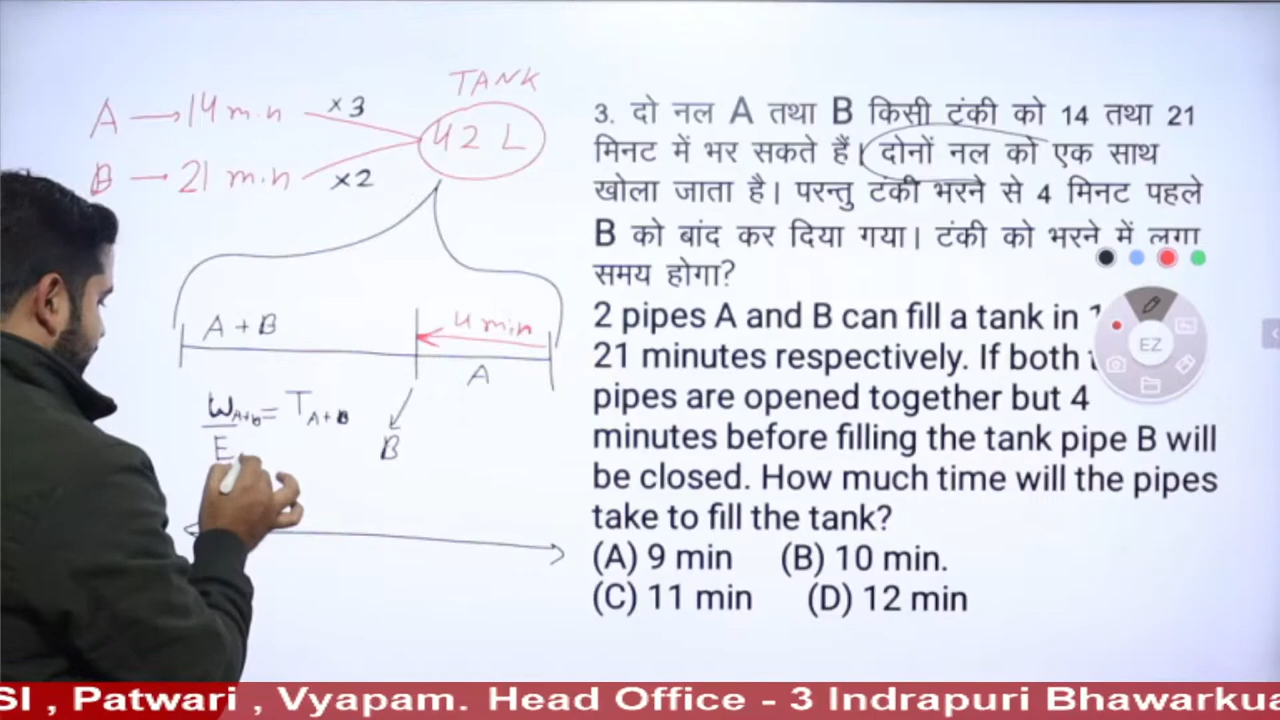 TANK
A → 14 min ×3
42 L
B → 21 min ×2
A + B
4 min
A
W A+B = T A+B
E
B
3. दो नल A तथा B किसी टंकी को 14 तथा 21
मिनट में भर सकते हैं। दोनों नल को एक साथ
खोला जाता है। परन्तु टंकी भरने से 4 मिनट पहले
B को बांद कर दिया गया। टंकी को भरने में लगा
समय होगा?
2 pipes A and B can fill a tank in
21 minutes respectively. If both
pipes are opened together but 4
minutes before filling the tank pipe B will
be closed. How much time will the pipes
take to fill the tank?
(A) 9 min (B) 10 min.
(C) 11 min (D) 12 min
EZ
SI , Patwari , Vyapam. Head Office - 3 Indrapuri Bhawarkua